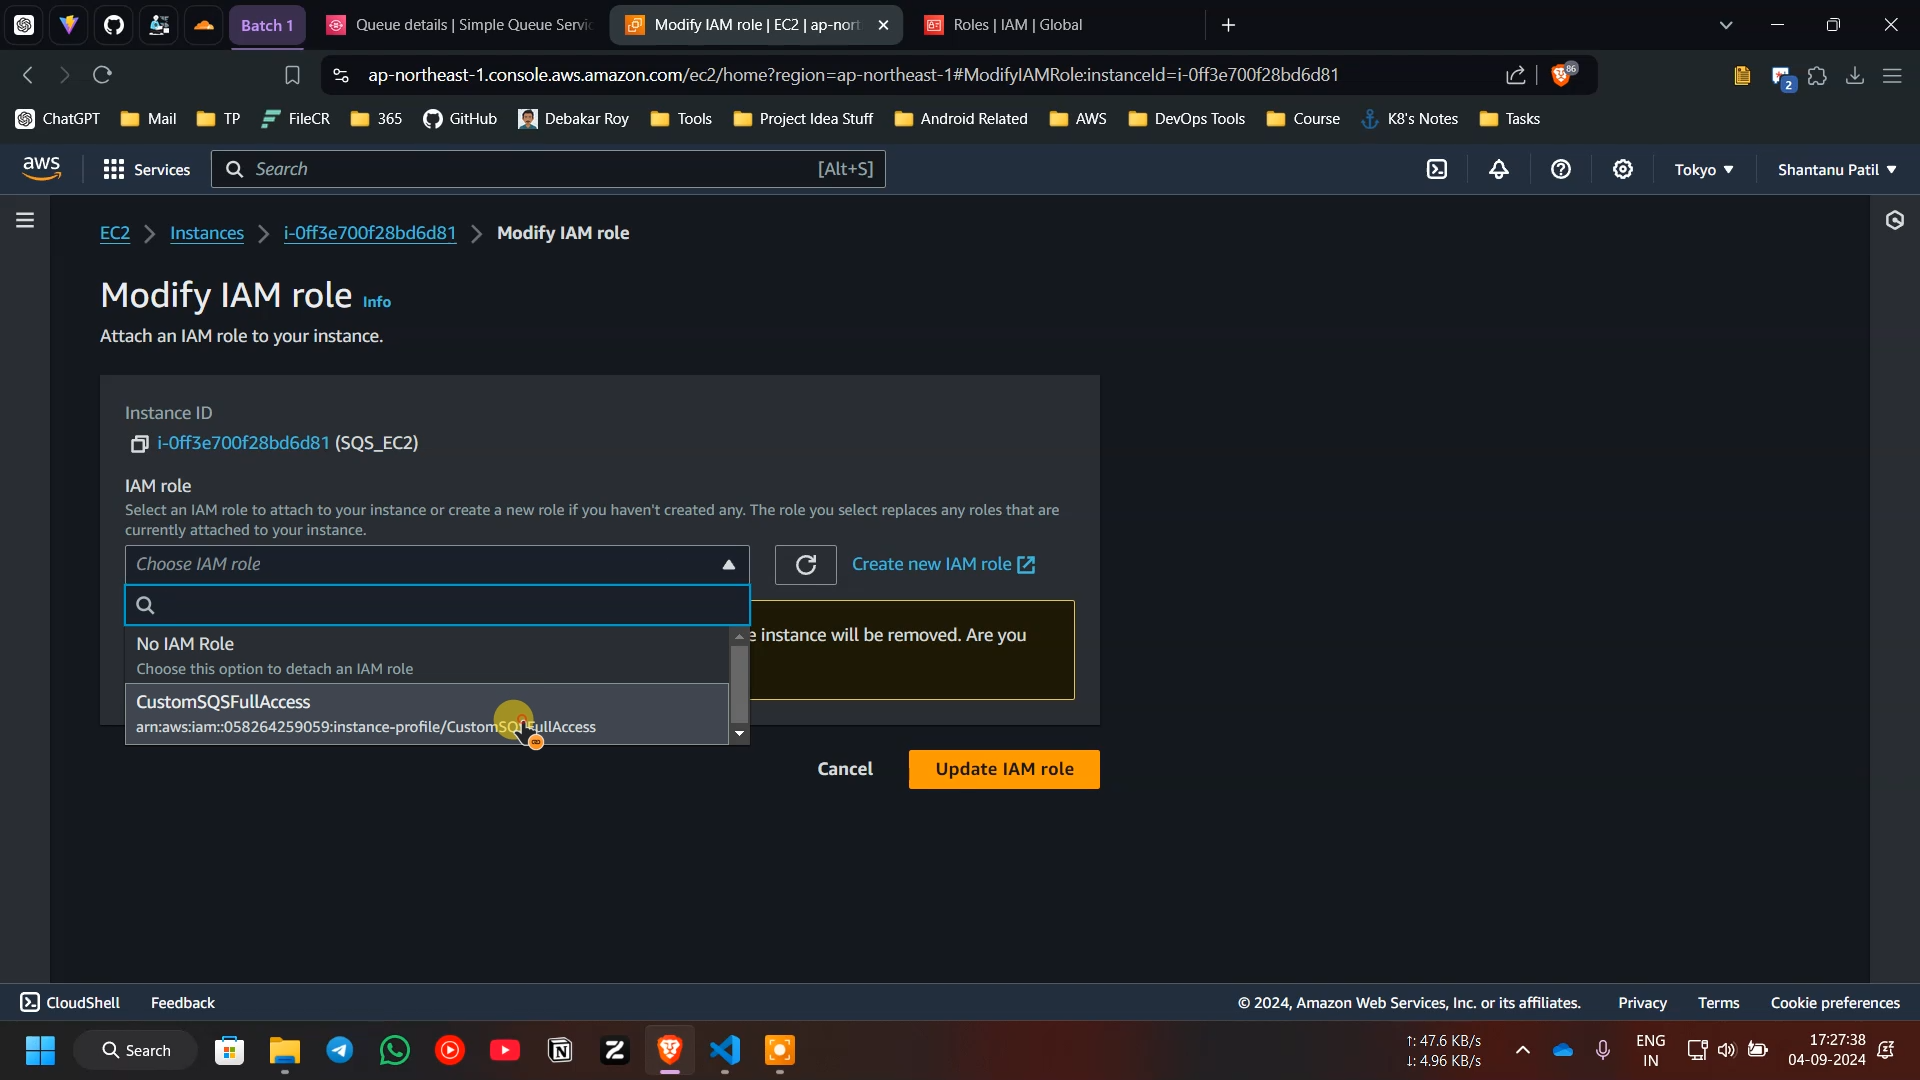 Batch 1
Queue details | Simple Queue Servic
Modify IAM role | EC2 | ap-nort
Roles | IAM | Global
ap-northeast-1.console.aws.amazon.com/ec2/home?region=ap-northeast-1#ModifyIAMRole:instanceId=i-0ff3e700f28bd6d81
86
2
ChatGPT
Mail
TP
FileCR
365
GitHub
Debakar Roy
Tools
Project Idea Stuff
Android Related
AWS
DevOps Tools
Course
K8's Notes
Tasks
aws
Services
Search
[Alt+S]
Tokyo
Shantanu Patil
EC2
Instances
i-0ff3e700f28bd6d81
Modify IAM role
Modify IAM role Info
Attach an IAM role to your instance.
Instance ID
i-0ff3e700f28bd6d81 (SQS_EC2)
IAM role
Select an IAM role to attach to your instance or create a new role if you haven't created any. The role you select replaces any roles that are
currently attached to your instance.
Choose IAM role
Create new IAM role
No IAM Role
Choose this option to detach an IAM role
e instance will be removed. Are you
CustomSQSFullAccess
arn:aws:iam::058264259059:instance-profile/CustomSQSFullAccess
Cancel
Update IAM role
CloudShell
Feedback
© 2024, Amazon Web Services, Inc. or its affiliates.
Privacy
Terms
Cookie preferences
Search
↑: 47.6 KB/s
↓: 4.96 KB/s
ENG
IN
17:27:38
04-09-2024